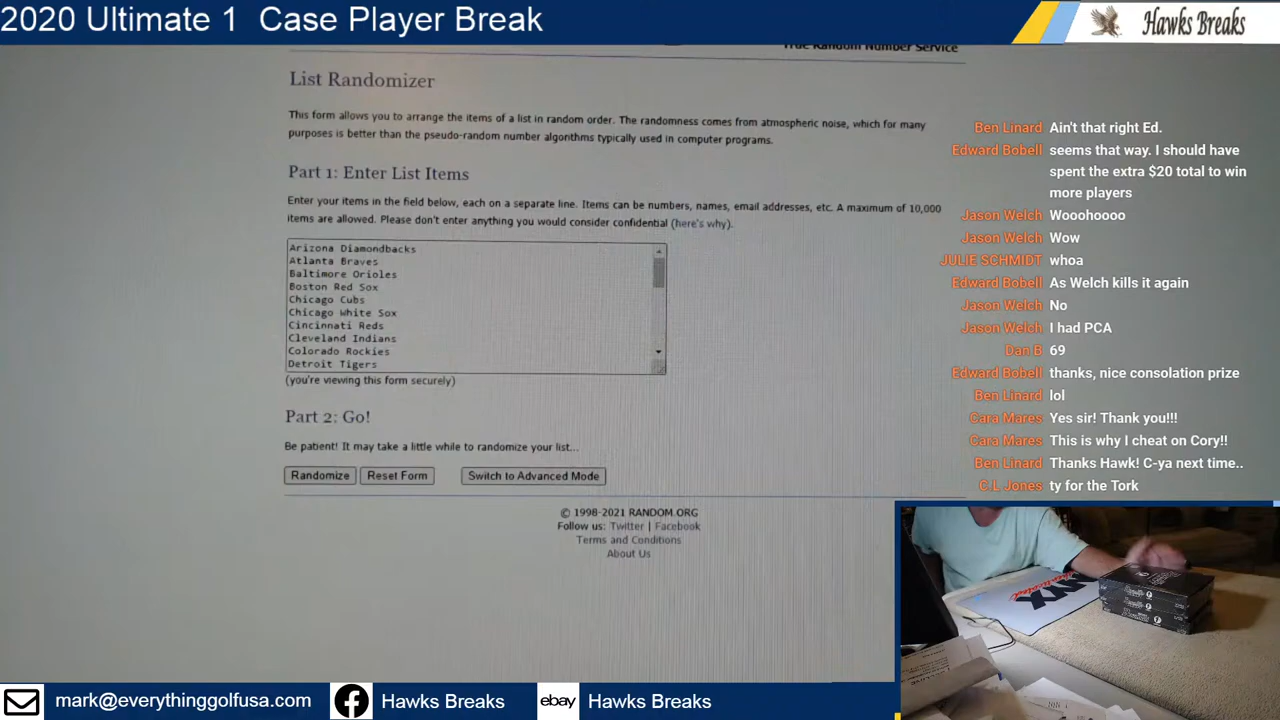 2020 Ultimate 1 Case Player Break
Hawks Breaks
True Random Number Service
List Randomizer
This form allows you to arrange the items of a list in random order. The randomness comes from atmospheric noise, which for many
purposes is better than the pseudo-random number algorithms typically used in computer programs.
Part 1: Enter List Items
Enter your items in the field below, each on a separate line. Items can be numbers, names, email addresses, etc. A maximum of 10,000
items are allowed. Please don't enter anything you would consider confidential (here's why).
Arizona Diamondbacks
Atlanta Braves
Baltimore Orioles
Boston Red Sox
Chicago Cubs
Chicago White Sox
Cincinnati Reds
Cleveland Indians
Colorado Rockies
Detroit Tigers
(you're viewing this form securely)
Part 2: Go!
Be patient! It may take a little while to randomize your list...
Randomize Reset Form Switch to Advanced Mode
© 1998-2021 RANDOM.ORG
Follow us: Twitter | Facebook
Terms and Conditions
About Us
Ben Linard Ain't that right Ed.
Edward Bobell seems that way. I should have
spent the extra $20 total to win
more players
Jason Welch Wooohoooo
Jason Welch Wow
JULIE SCHMIDT whoa
Edward Bobell As Welch kills it again
Jason Welch No
Jason Welch I had PCA
Dan B 69
Edward Bobell thanks, nice consolation prize
Ben Linard lol
Cara Mares Yes sir! Thank you!!!
Cara Mares This is why I cheat on Cory!!
Ben Linard Thanks Hawk! C-ya next time..
C.L Jones ty for the Tork
mark@everythinggolfusa.com Hawks Breaks ebay Hawks Breaks